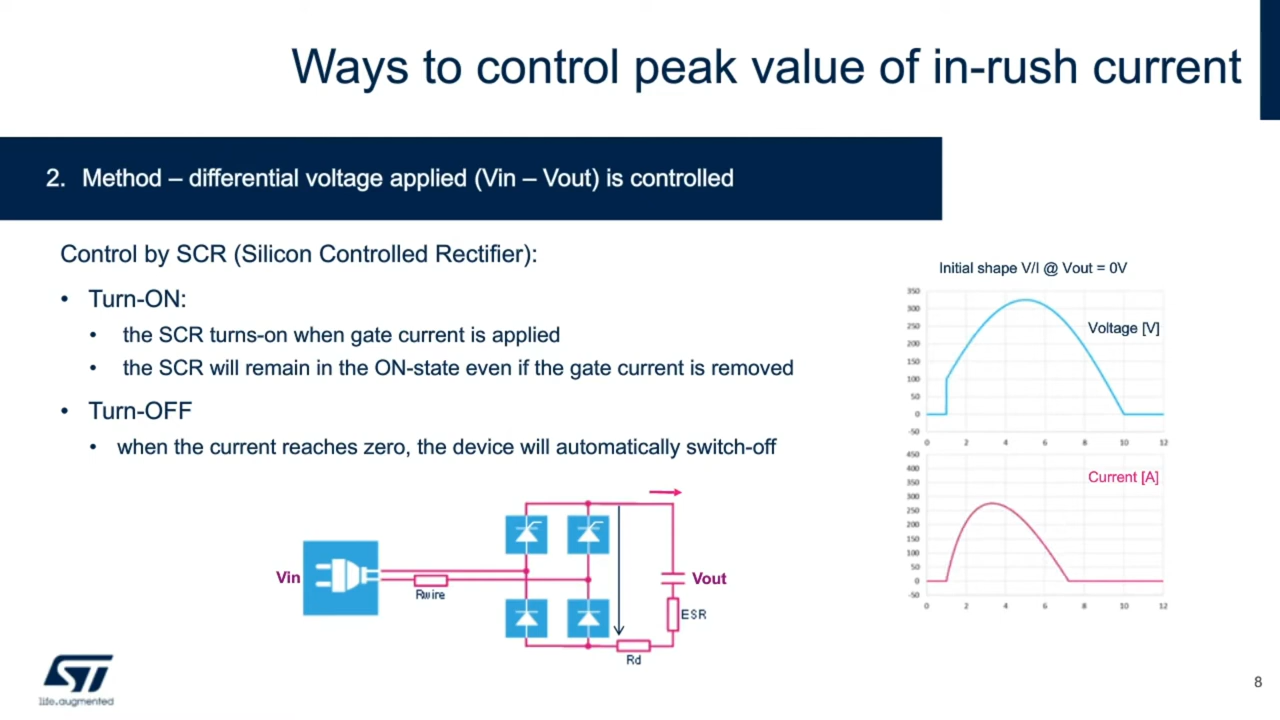 Ways to control peak value of in-rush current
2. Method – differential voltage applied (Vin – Vout) is controlled
Control by SCR (Silicon Controlled Rectifier):
• Turn-ON:
• the SCR turns-on when gate current is applied
• the SCR will remain in the ON-state even if the gate current is removed
• Turn-OFF
• when the current reaches zero, the device will automatically switch-off
Vin
Rwire
Vout
ESR
Rd
Initial shape V/I @ Vout = 0V
350
300
250
200
150
100
50
0
-50
0 2 4 6 8 10 12
Voltage [V]
450
400
350
300
250
200
150
100
50
0
-50
0 2 4 6 8 10 12
Current [A]
ST
life.augmented
8